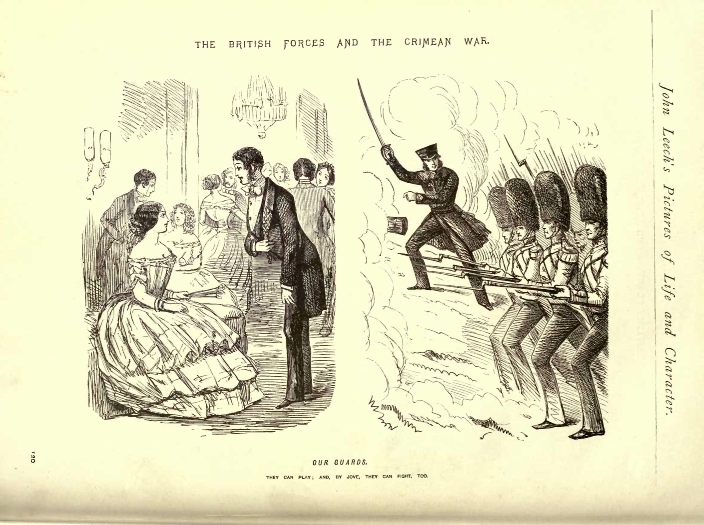 THE BRITISH FORCES AND THE CRIMEAN WAR.
John Leech's Pictures of Life and Character.
OUR GUARDS.
THEY CAN PLAY; AND, BY JOVE, THEY CAN FIGHT, TOO.
120